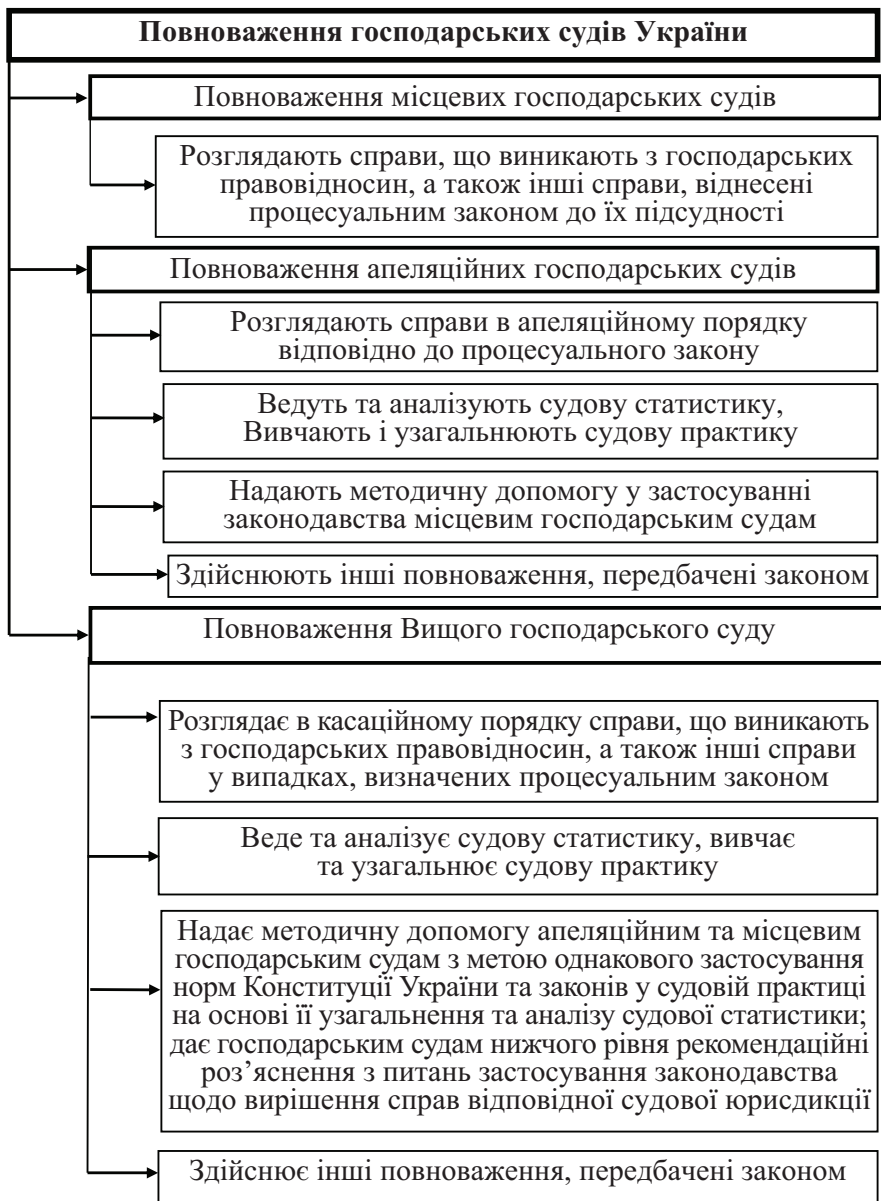 Повноваження господарських судів України
Повноваження місцевих господарських судів
Розглядають справи, що виникають з господарських
правовідносин, а також інші справи, віднесені
процесуальним законом до їх підсудності
Повноваження апеляційних господарських судів
Розглядають справи в апеляційному порядку
відповідно до процесуального закону
Ведуть та аналізують судову статистику,
Вивчають і узагальнюють судову практику
Надають методичну допомогу у застосуванні
законодавства місцевим господарським судам
Здійснюють інші повноваження, передбачені законом
Повноваження Вищого господарського суду
Розглядає в касаційному порядку справи, що виникають
з господарських правовідносин, а також інші справи
у випадках, визначених процесуальним законом
Веде та аналізує судову статистику, вивчає
та узагальнює судову практику
Надає методичну допомогу апеляційним та місцевим
господарським судам з метою однакового застосування
норм Конституції України та законів у судовій практиці
на основі її узагальнення та аналізу судової статистики;
дає господарським судам нижчого рівня рекомендаційні
роз’яснення з питань застосування законодавства
щодо вирішення справ відповідної судової юрисдикції
Здійснює інші повноваження, передбачені законом